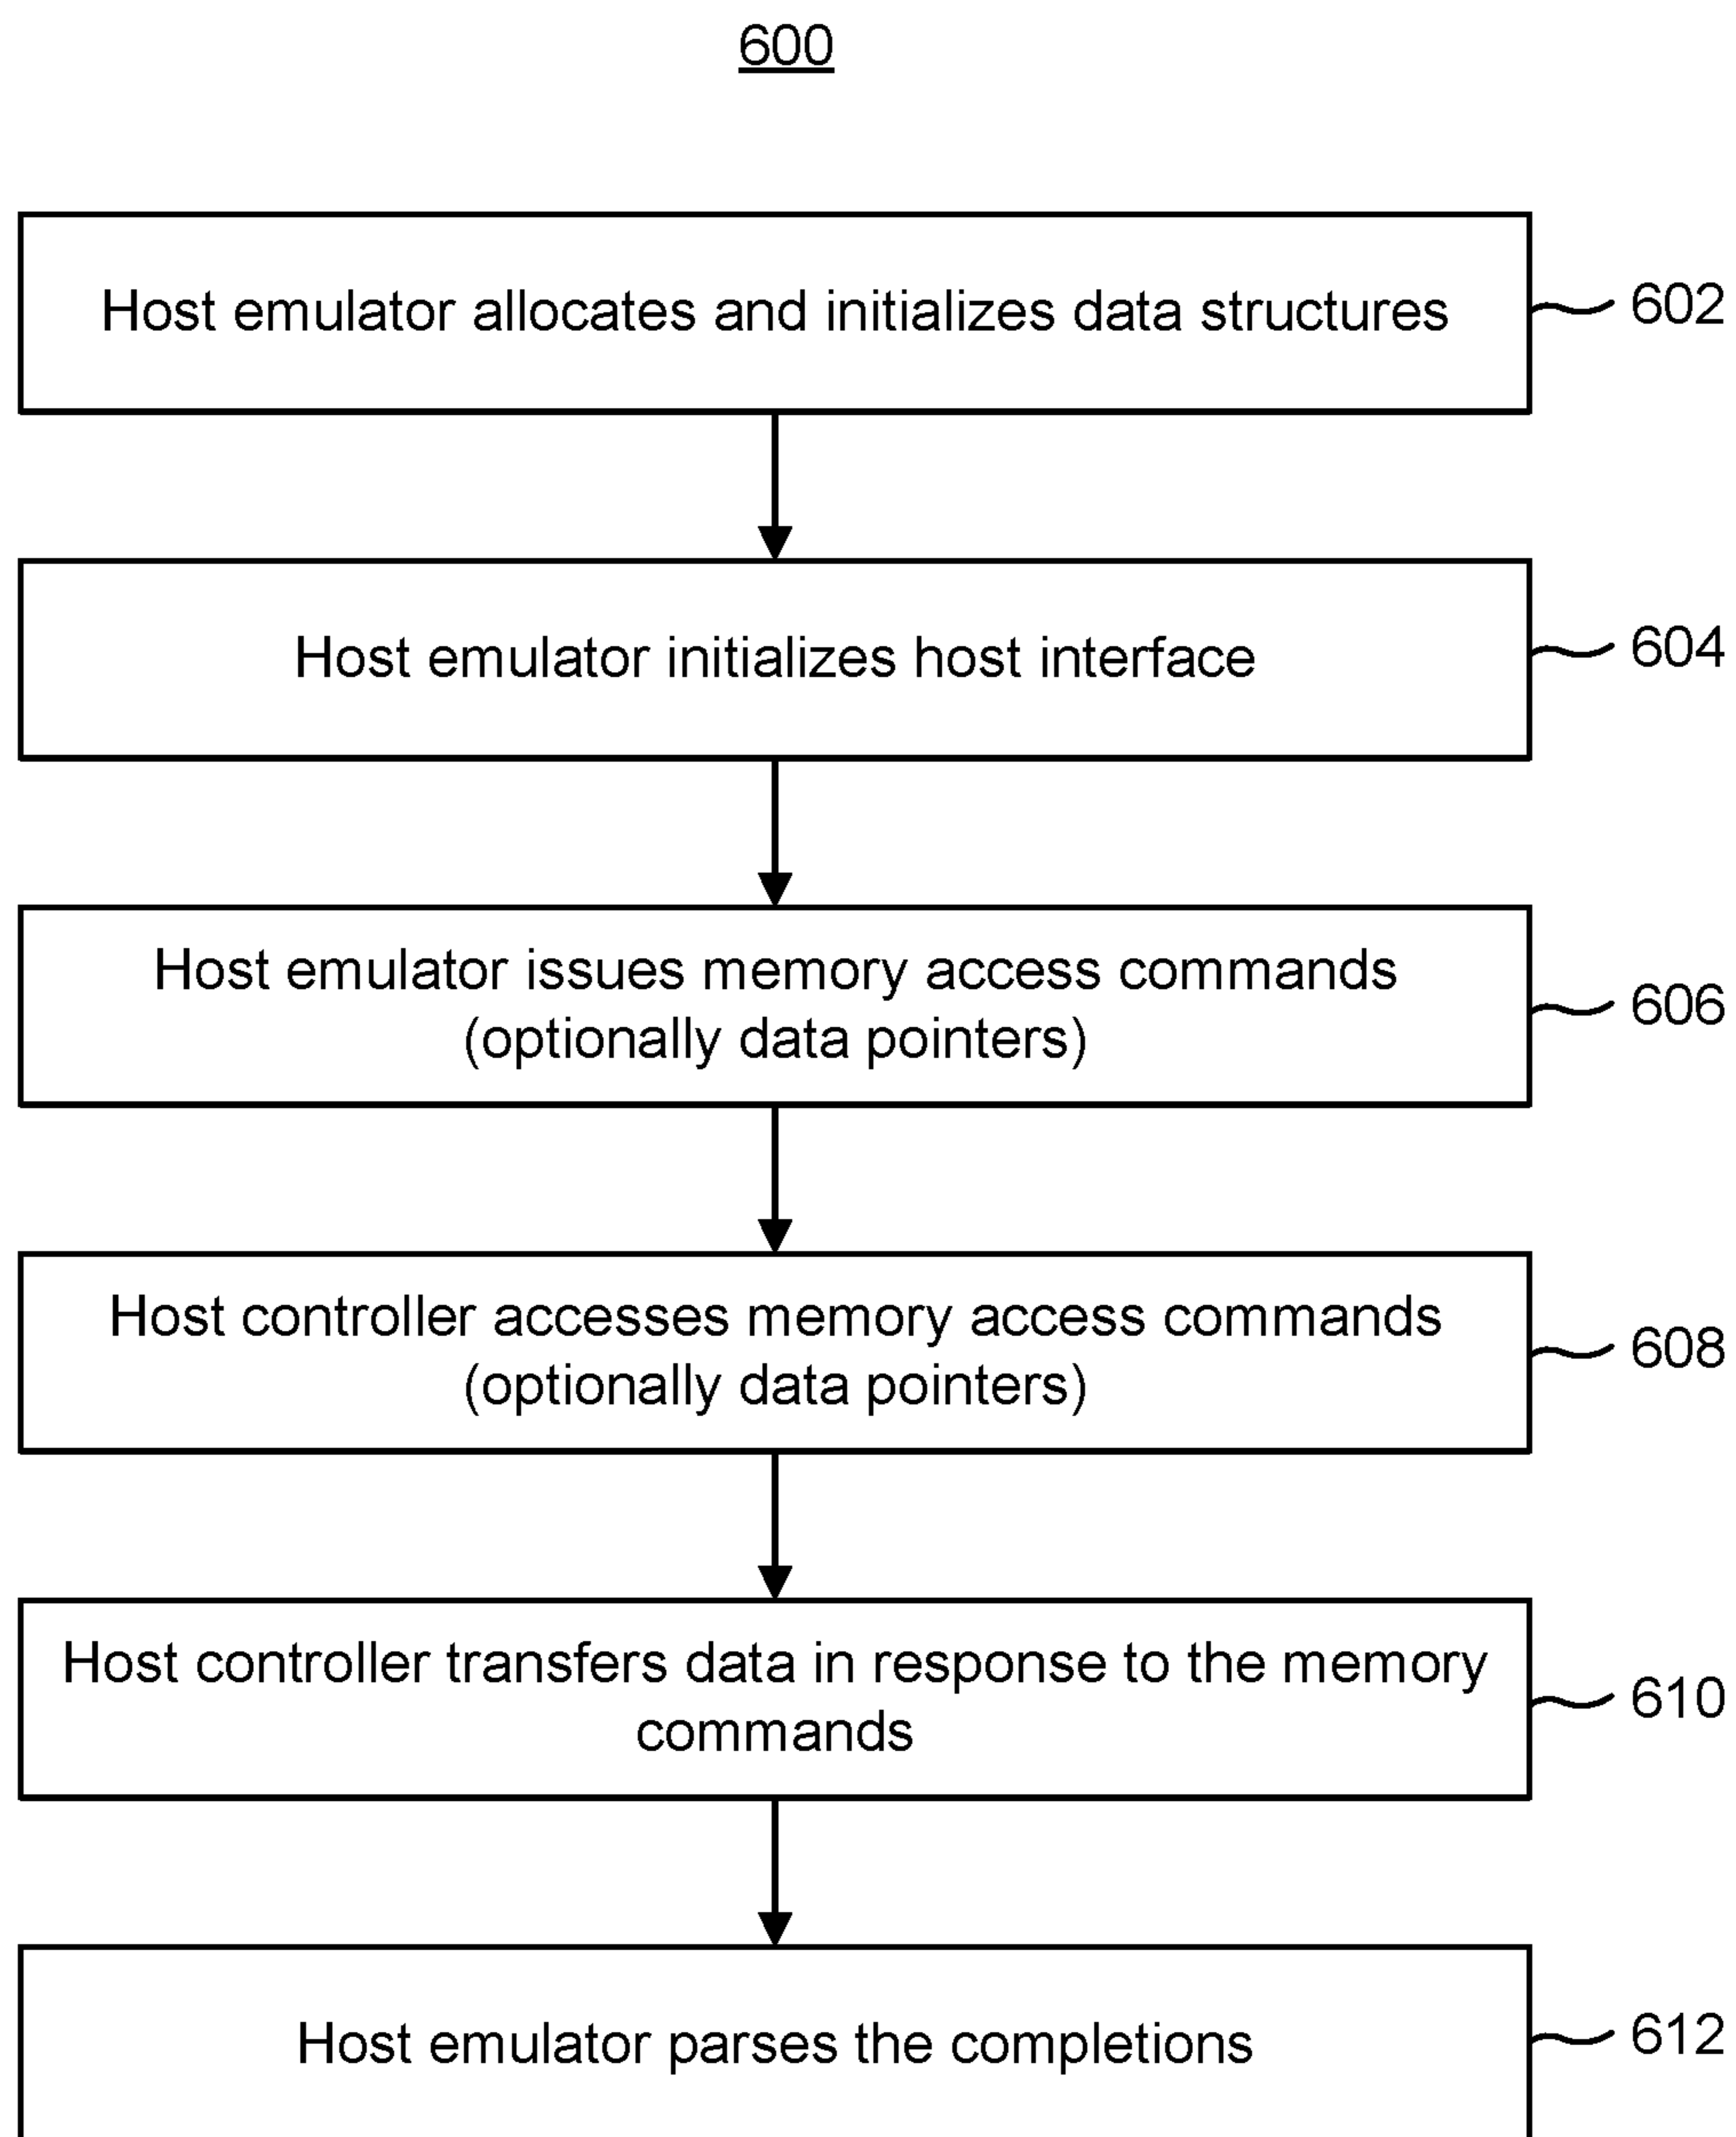 600
Host emulator allocates and initializes data structures
602
Host emulator initializes host interface
604
Host emulator issues memory access commands
(optionally data pointers)
606
Host controller accesses memory access commands
(optionally data pointers)
608
Host controller transfers data in response to the memory
commands
610
Host emulator parses the completions
612